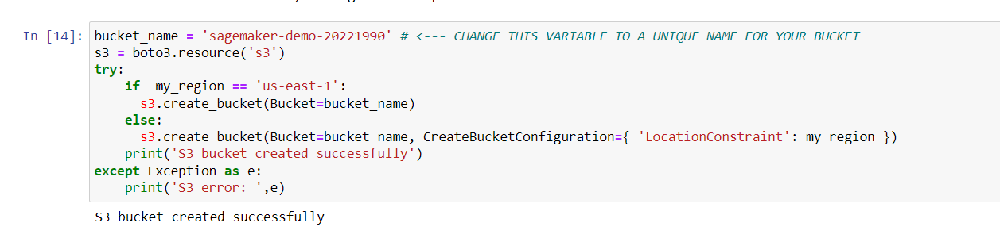 In [14]: bucket_name = 'sagemaker-demo-20221990' # <--- CHANGE THIS VARIABLE TO A UNIQUE NAME FOR YOUR BUCKET
s3 = boto3.resource('s3')
try:
    if  my_region == 'us-east-1':
      s3.create_bucket(Bucket=bucket_name)
    else:
      s3.create_bucket(Bucket=bucket_name, CreateBucketConfiguration={ 'LocationConstraint': my_region })
    print('S3 bucket created successfully')
except Exception as e:
    print('S3 error: ',e)
S3 bucket created successfully